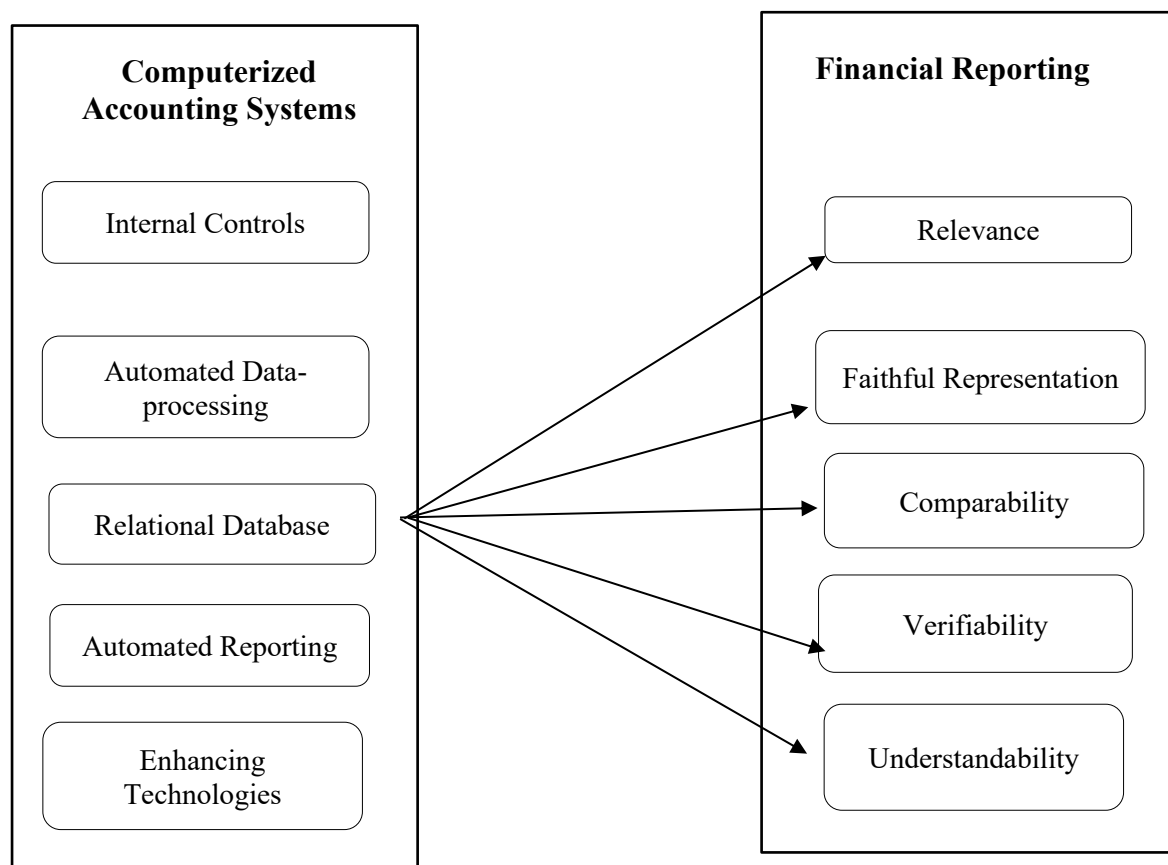 Computerized
Accounting Systems
Internal Controls
Automated Data-
processing
Relational Database
Automated Reporting
Enhancing
Technologies
Financial Reporting
Relevance
Faithful Representation
Comparability
Verifiability
Understandability